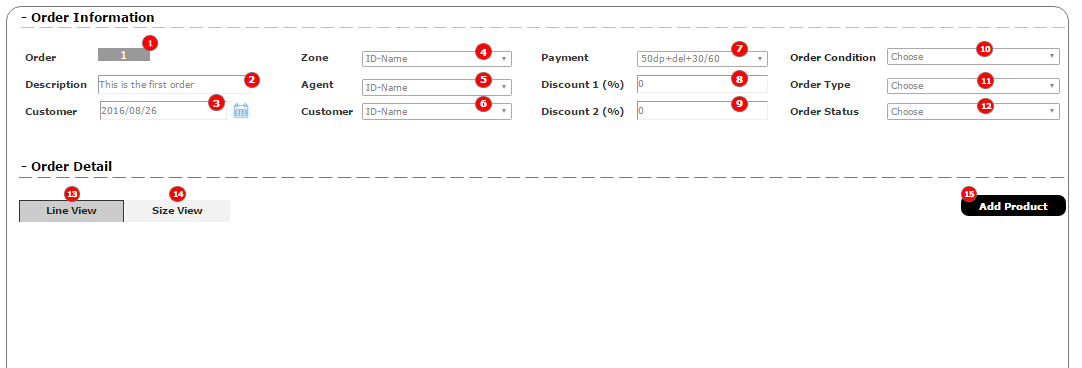 - Order Information
1
Order 1 Zone ID-Name 4 Payment 50dp+del+30/60 7 Order Condition Choose 10
Description This is the first order 2 Agent ID-Name 5 Discount 1 (%) 0 8 Order Type Choose 11
Customer 2016/08/26 3 Customer ID-Name 6 Discount 2 (%) 0 9 Order Status Choose 12
- Order Detail
13 14 15
Line View Size View Add Product